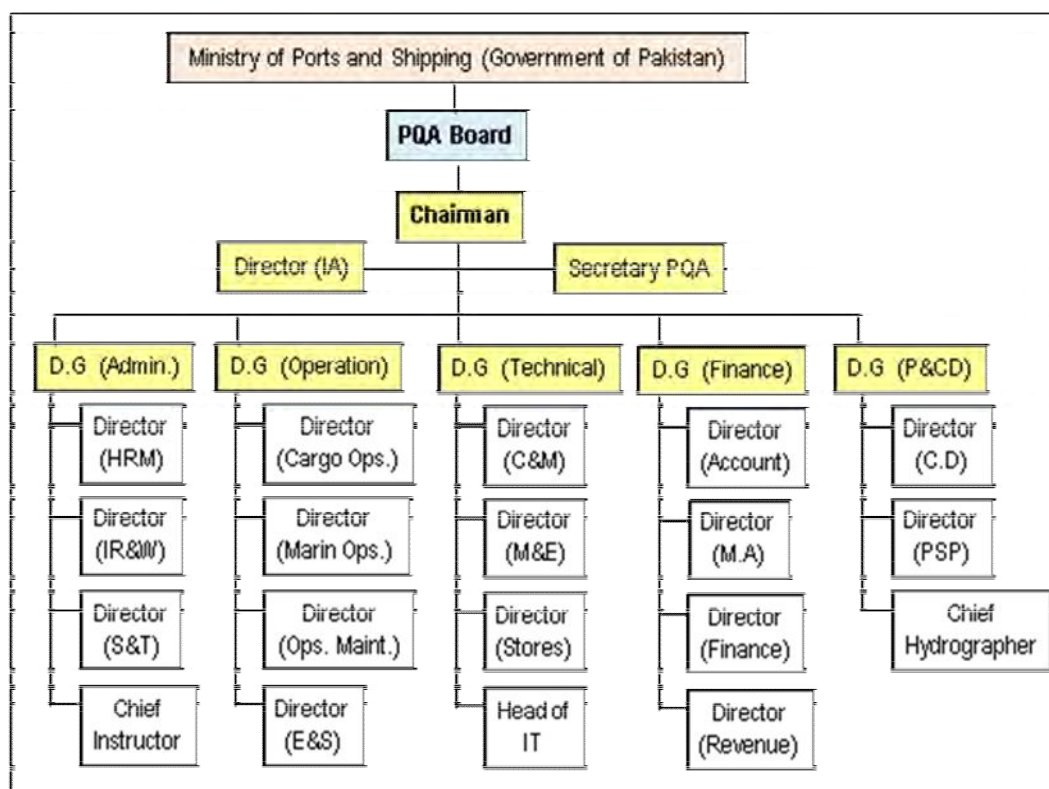 Ministry of Ports and Shipping (Government of Pakistan)
PQA Board
Chairman
Director (IA)
Secretary PQA
D.G (Admin.)
D.G (Operation)
D.G (Technical)
D.G (Finance)
D.G (P&CD)
Director
(HRM)
Director
(Cargo Ops.)
Director
(C&M)
Director
(Account)
Director
(C.D)
Director
(IR&W)
Director
(Marin Ops.)
Director
(M&E)
Director
(M.A)
Director
(PSP)
Director
(S&T)
Director
(Ops. Maint.)
Director
(Stores)
Director
(Finance)
Chief
Hydrographer
Chief
Instructor
Director
(E&S)
Head of
IT
Director
(Revenue)